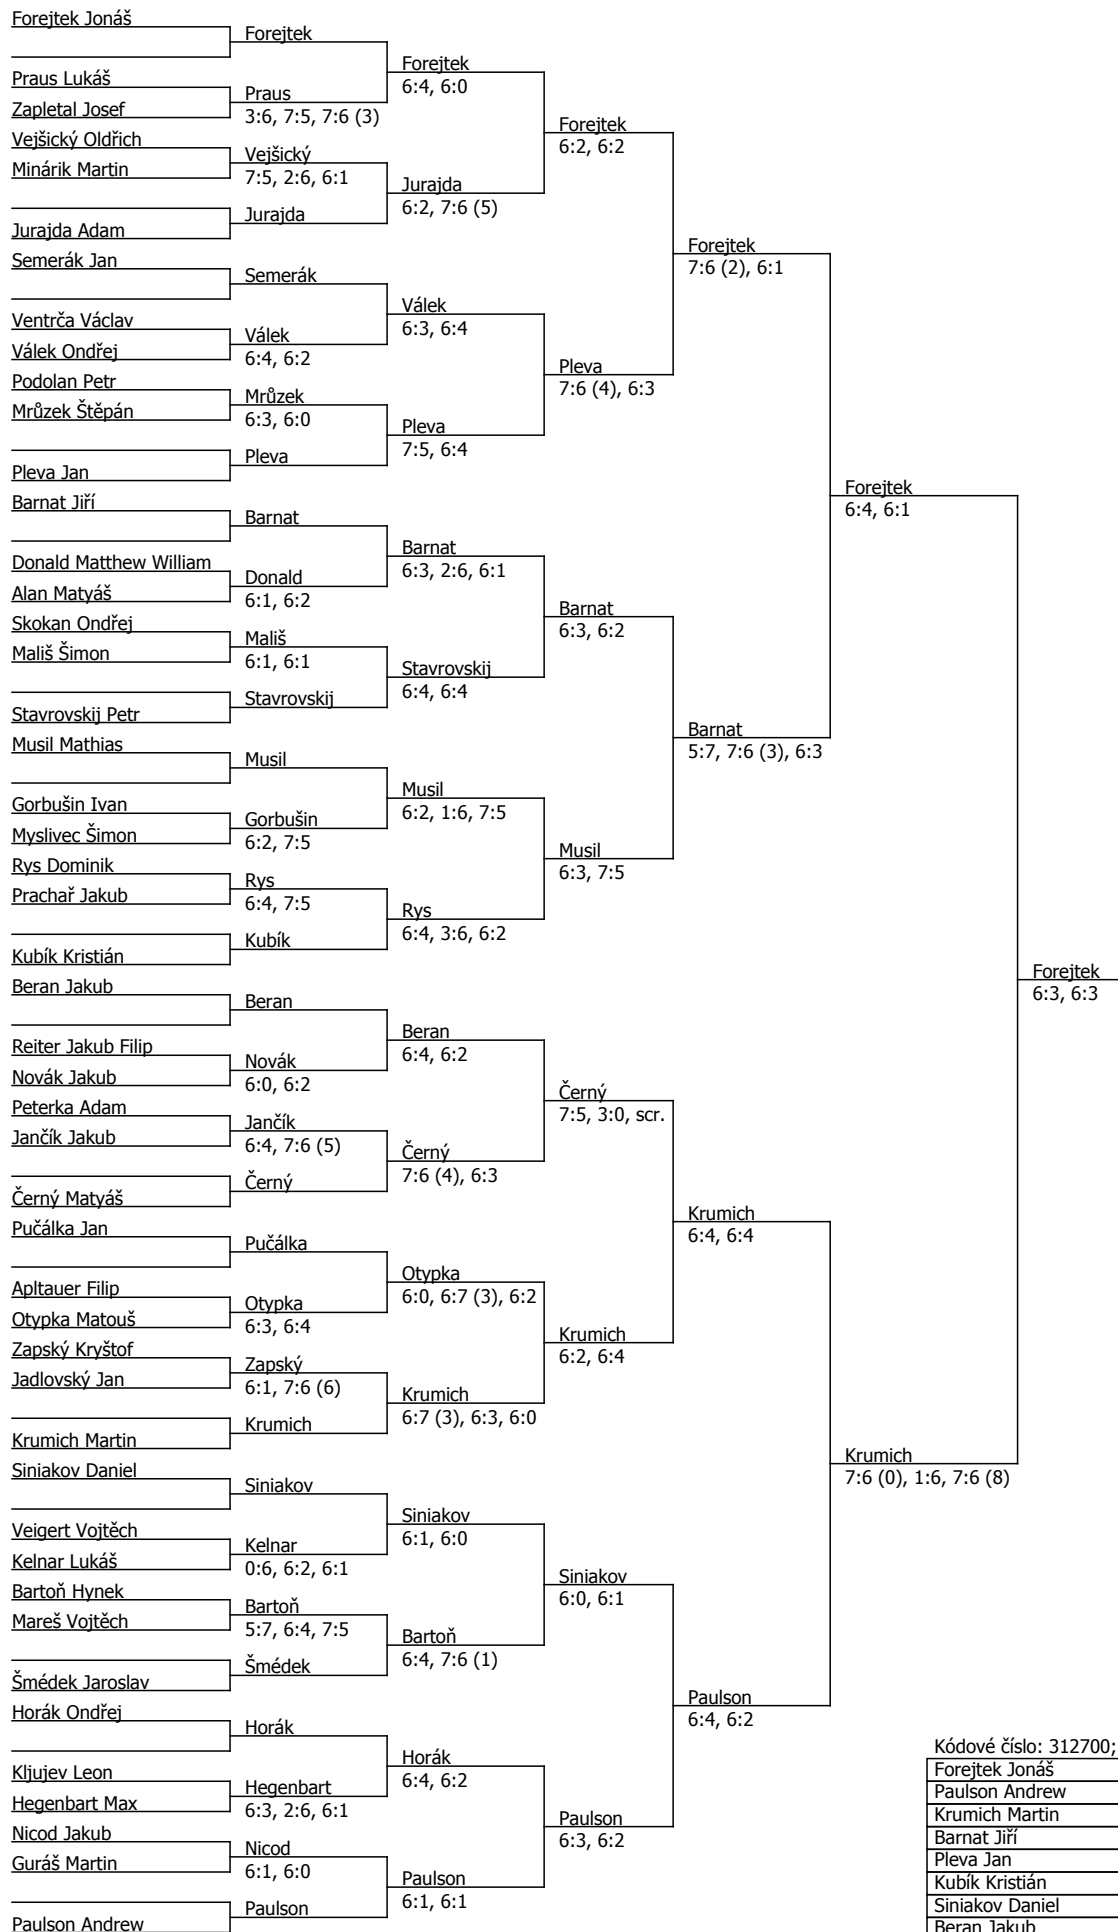 Forejtek Jonáš
Praus Lukáš
Zapletal Josef
Vejšický Oldřich
Minárik Martin
Jurajda Adam
Semerák Jan
Ventrča Václav
Válek Ondřej
Podolan Petr
Mrůzek Štěpán
Pleva Jan
Barnat Jiří
Donald Matthew William
Alan Matyáš
Skokan Ondřej
Mališ Šimon
Stavrovskij Petr
Musil Mathias
Gorbušin Ivan
Myslivec Šimon
Rys Dominik
Prachař Jakub
Kubík Kristián
Beran Jakub
Reiter Jakub Filip
Novák Jakub
Peterka Adam
Jančík Jakub
Černý Matyáš
Pučálka Jan
Apltauer Filip
Otypka Matouš
Zapský Kryštof
Jadlovský Jan
Krumich Martin
Siniakov Daniel
Veigert Vojtěch
Kelnar Lukáš
Bartoň Hynek
Mareš Vojtěch
Šmédek Jaroslav
Horák Ondřej
Kljujev Leon
Hegenbart Max
Nicod Jakub
Guráš Martin
Paulson Andrew
Forejtek
Praus
3:6, 7:5, 7:6 (3)
Vejšický
7:5, 2:6, 6:1
Jurajda
Semerák
Válek
6:4, 6:2
Mrůzek
6:3, 6:0
Pleva
Barnat
Donald
6:1, 6:2
Mališ
6:1, 6:1
Stavrovskij
Musil
Gorbušin
6:2, 7:5
Rys
6:4, 7:5
Kubík
Beran
Novák
6:0, 6:2
Jančík
6:4, 7:6 (5)
Černý
Pučálka
Otypka
6:3, 6:4
Zapský
6:1, 7:6 (6)
Krumich
Siniakov
Kelnar
0:6, 6:2, 6:1
Bartoň
5:7, 6:4, 7:5
Šmédek
Horák
Hegenbart
6:3, 2:6, 6:1
Nicod
6:1, 6:0
Paulson
Forejtek
6:4, 6:0
Jurajda
6:2, 7:6 (5)
Válek
6:3, 6:4
Pleva
7:5, 6:4
Barnat
6:3, 2:6, 6:1
Stavrovskij
6:4, 6:4
Musil
6:2, 1:6, 7:5
Rys
6:4, 3:6, 6:2
Beran
6:4, 6:2
Černý
7:6 (4), 6:3
Otypka
6:0, 6:7 (3), 6:2
Krumich
6:7 (3), 6:3, 6:0
Siniakov
6:1, 6:0
Bartoň
6:4, 7:6 (1)
Horák
6:4, 6:2
Paulson
6:1, 6:1
Forejtek
6:2, 6:2
Pleva
7:6 (4), 6:3
Barnat
6:3, 6:2
Musil
6:3, 7:5
Černý
7:5, 3:0, scr.
Krumich
6:2, 6:4
Siniakov
6:0, 6:1
Paulson
6:3, 6:2
Forejtek
7:6 (2), 6:1
Barnat
5:7, 7:6 (3), 6:3
Krumich
6:4, 6:4
Paulson
6:4, 6:2
Forejtek
6:4, 6:1
Krumich
7:6 (0), 1:6, 7:6 (8)
Forejtek
6:3, 6:3
Kódové číslo: 312700;
Forejtek Jonáš
Paulson Andrew
Krumich Martin
Barnat Jiří
Pleva Jan
Kubík Kristián
Siniakov Daniel
Beran Jakub